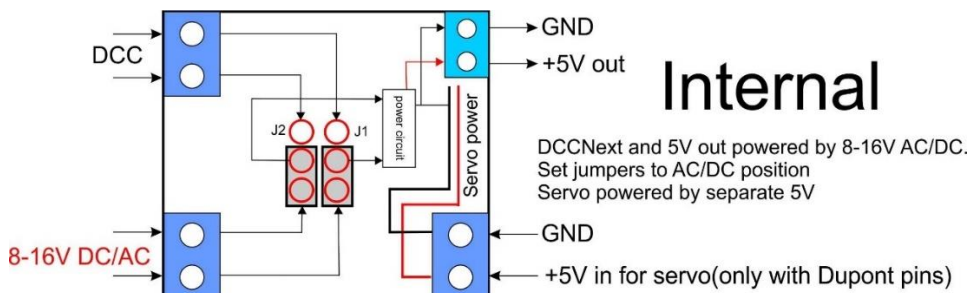 DCC
J2
J1
power circuit
Servo power
GND
+5V out
Internal
DCCNext and 5V out powered by 8-16V AC/DC.
Set jumpers to AC/DC position
Servo powered by separate 5V
8-16V DC/AC
GND
+5V in for servo(only with Dupont pins)